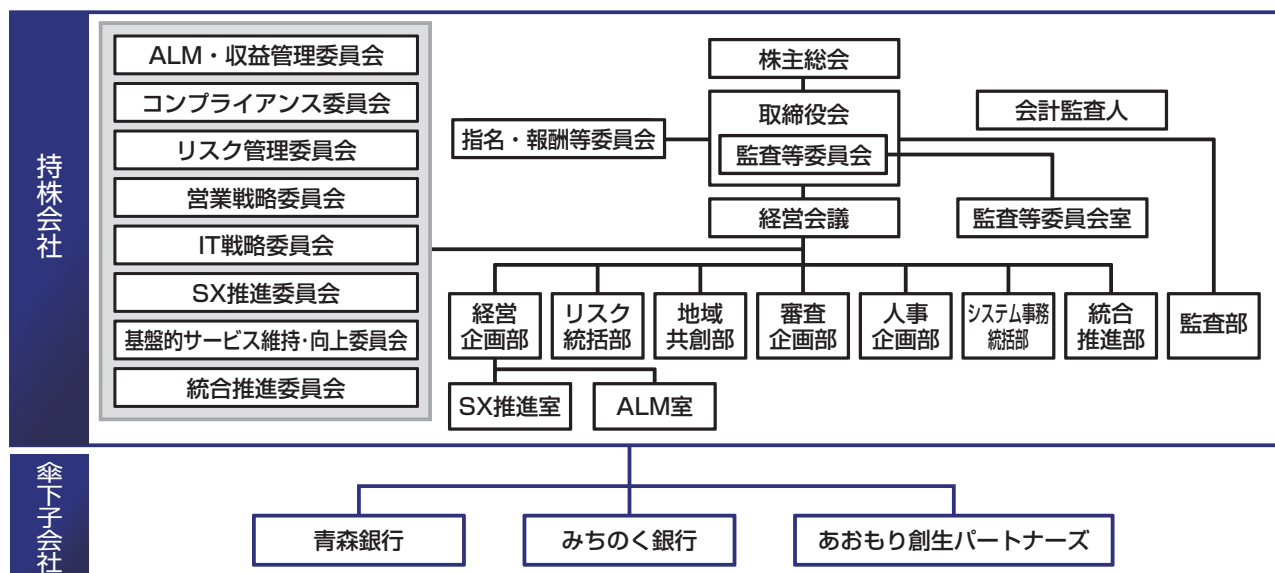 持株会社
ALM・収益管理委員会
コンプライアンス委員会
リスク管理委員会
営業戦略委員会
IT戦略委員会
SX推進委員会
基盤的サービス維持･向上委員会
統合推進委員会
株主総会
取締役会
監査等委員会
指名・報酬等委員会
会計監査人
経営会議
監査等委員会室
経営
企画部
リスク
統括部
地域
共創部
審査
企画部
人事
企画部
システム事務
統括部
統合
推進部
監査部
SX推進室
ALM室
傘下子会社
青森銀行
みちのく銀行
あおもり創生パートナーズ